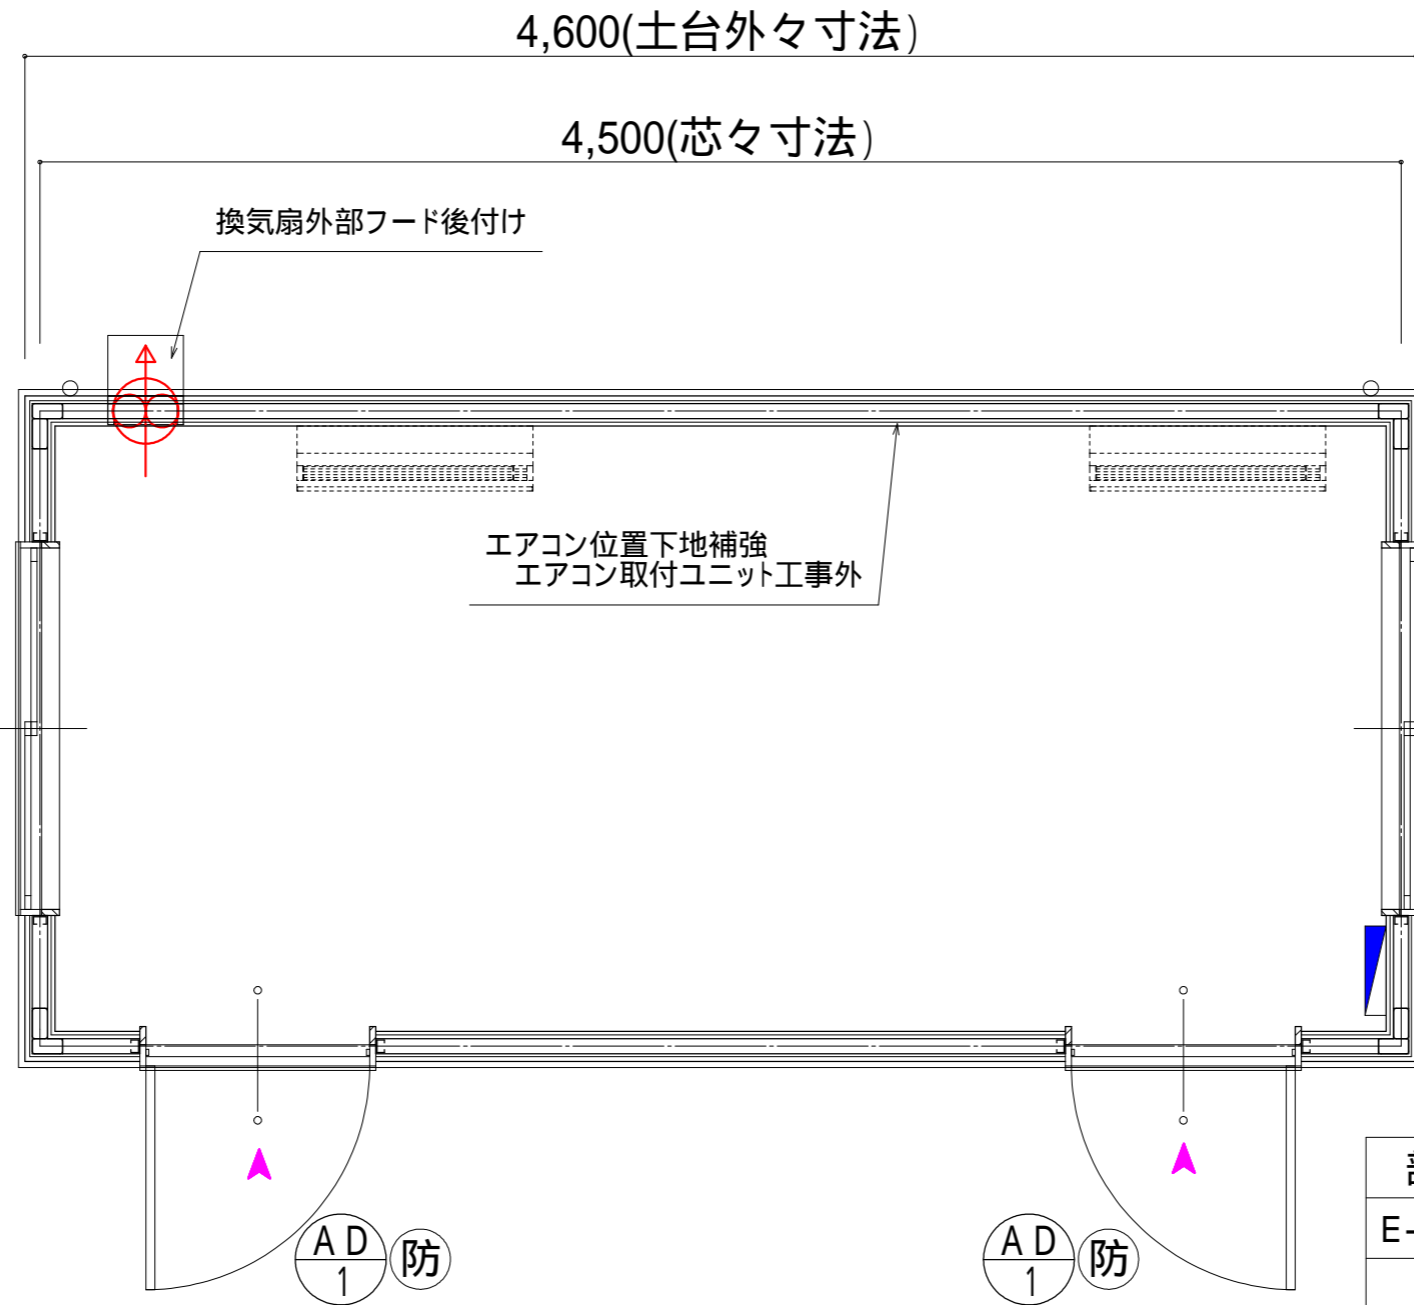 4,600(土台外々寸法)
4,500(芯々寸法)
換気扇外部フード後付け
エアコン位置下地補強
エアコン取付ユニット工事外
AD
1
防
AD
1
防
E-